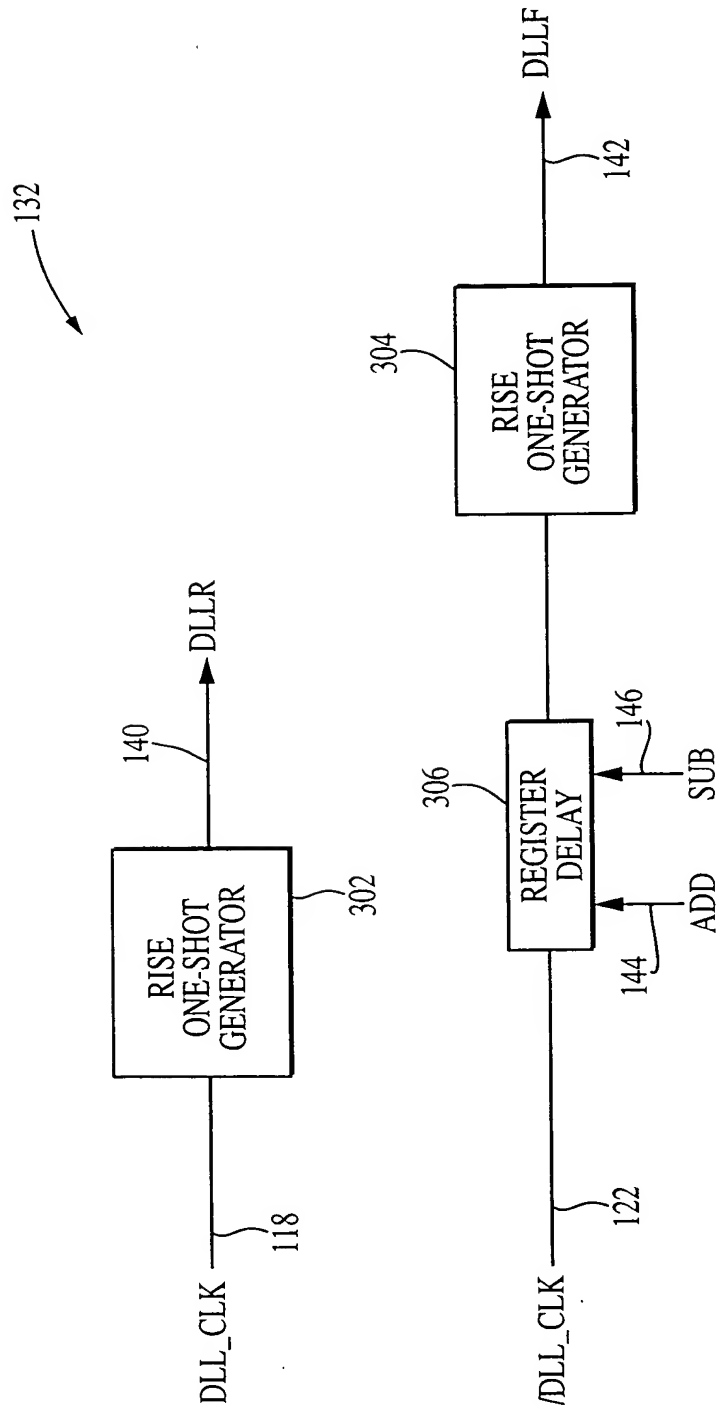 132
DLL_CLK
118
RISE
ONE-SHOT
GENERATOR
302
140
DLLR
/DLL_CLK
122
REGISTER
DELAY
306
144
ADD
146
SUB
RISE
ONE-SHOT
GENERATOR
304
142
DLLF